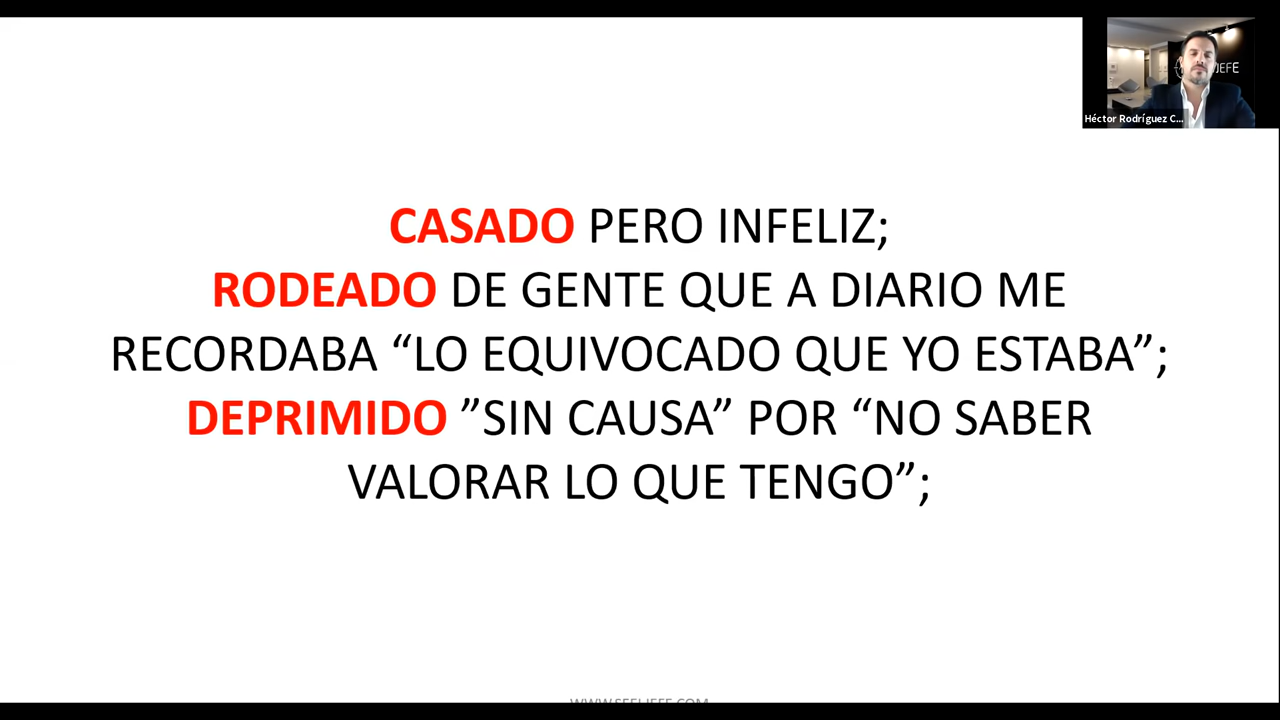 JEFE
Héctor Rodríguez C...
CASADO PERO INFELIZ;
RODEADO DE GENTE QUE A DIARIO ME
RECORDABA “LO EQUIVOCADO QUE YO ESTABA”;
DEPRIMIDO ”SIN CAUSA” POR “NO SABER
VALORAR LO QUE TENGO”;